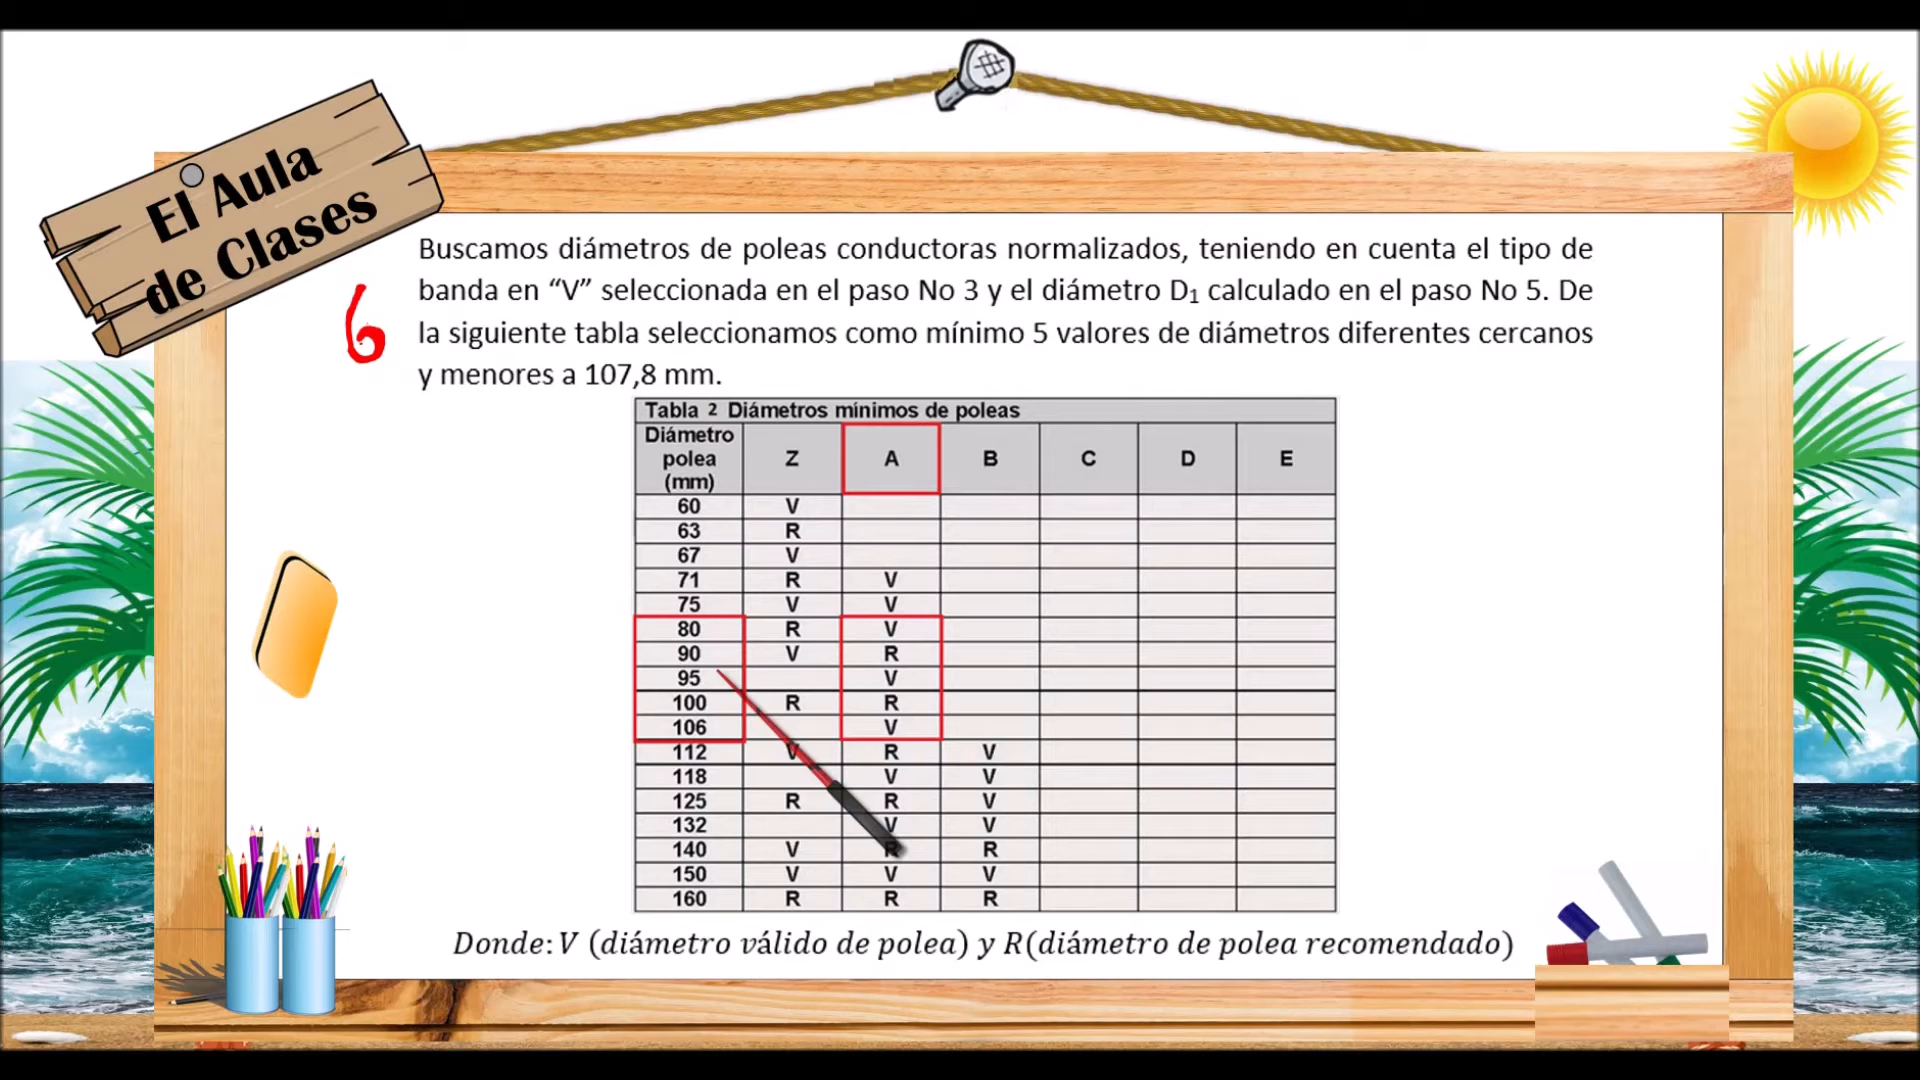 El Aula
de Clases
6
Buscamos diámetros de poleas conductoras normalizados, teniendo en cuenta el tipo de
banda en “V” seleccionada en el paso No 3 y el diámetro D₁ calculado en el paso No 5. De
la siguiente tabla seleccionamos como mínimo 5 valores de diámetros diferentes cercanos
y menores a 107,8 mm.
Tabla 2 Diámetros mínimos de poleas
Diámetro polea (mm) Z A B C D E
60 V
63 R
67 V
71 R V
75 V V
80 R V
90 V R
95 V
100 R R
106 V
112 V R V
118 V V
125 R R V
132 V V
140 V R R
150 V V V
160 R R R
Donde: V (diámetro válido de polea) y R(diámetro de polea recomendado)